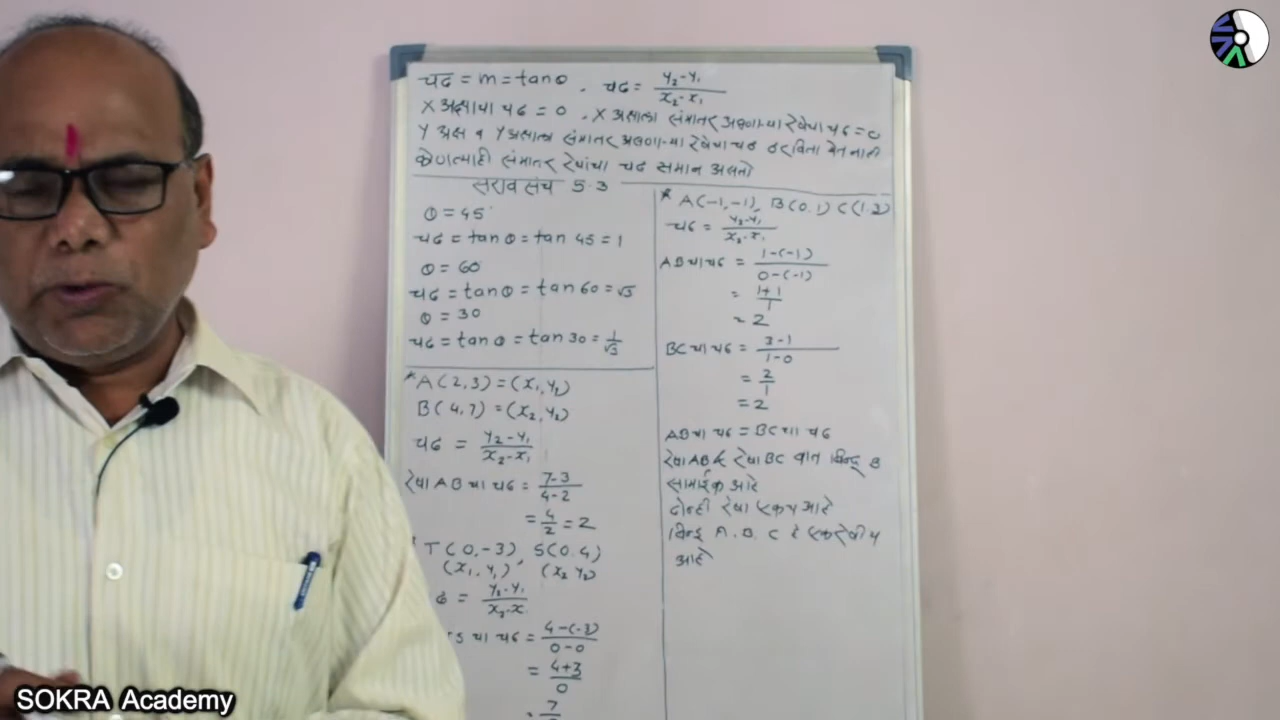 चढ = m = tanθ . चढ = y₂-y₁/x₂-x₁
X अक्षाचा चढ = 0 . X अक्षाला समांतर असणाऱ्या रेषेचा चढ = 0
Y अक्ष व Y अक्षाला समांतर असणाऱ्या रेषेचा चढ ठरविता येत नाही
कोणत्याही समांतर रेषांचा चढ समान असतो
सराव संच 5.3
θ = 45°
चढ = tanθ = tan 45 = 1
θ = 60
चढ = tanθ = tan 60 = √3
θ = 30
चढ = tanθ = tan 30 = 1/√3
* A(2,3) = (x₁,y₁)
B(4,7) = (x₂,y₂)
चढ = y₂-y₁/x₂-x₁
रेषा AB चा चढ = 7-3/4-2
= 4/2 = 2
T(0,-3), S(0.4)
(x₁,y₁), (x₂ y₂)
= y₂-y₁/x₂-x₁
चा चढ = 4-(-3)/0-0
= 4+3/0
* A(-1,-1), B(0.1) C(1.3)
चढ = y₂-y₁/x₂-x₁
AB चा चढ = 1-(-1)/0-(-1)
= 1+1/1
= 2
BC चा चढ = 3-1/1-0
= 2/1
= 2
AB चा चढ = BC चा चढ
रेषा AB व रेषा BC यात बिन्दू B
सामाईक आहे
दोन्ही रेषा एकच आहे
बिन्दू A.B.C हे एकरेषीय
आहे
SOKRA Academy